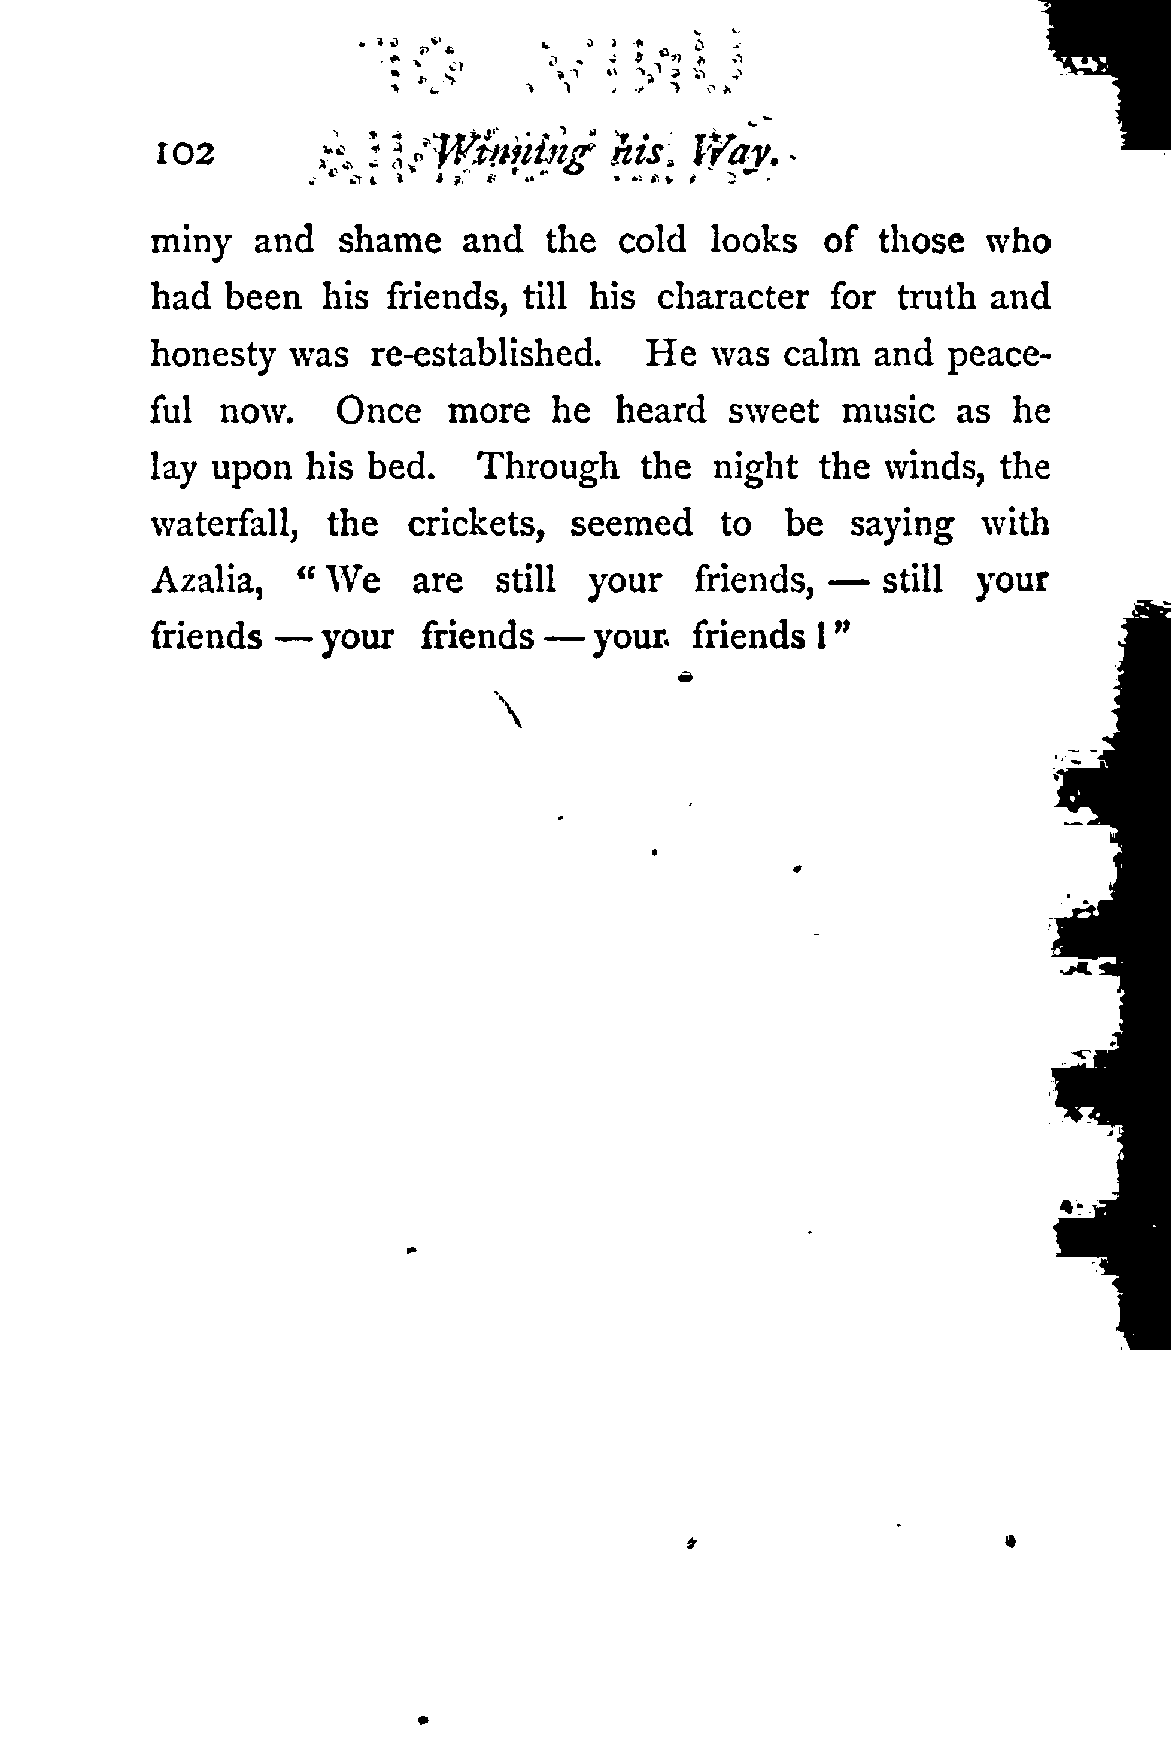 102 Winning his Way.
miny and shame and the cold looks of those who
had been his friends, till his character for truth and
honesty was re-established. He was calm and peace-
ful now. Once more he heard sweet music as he
lay upon his bed. Through the night the winds, the
waterfall, the crickets, seemed to be saying with
Azalia, “We are still your friends, — still your
friends — your friends — your friends!”